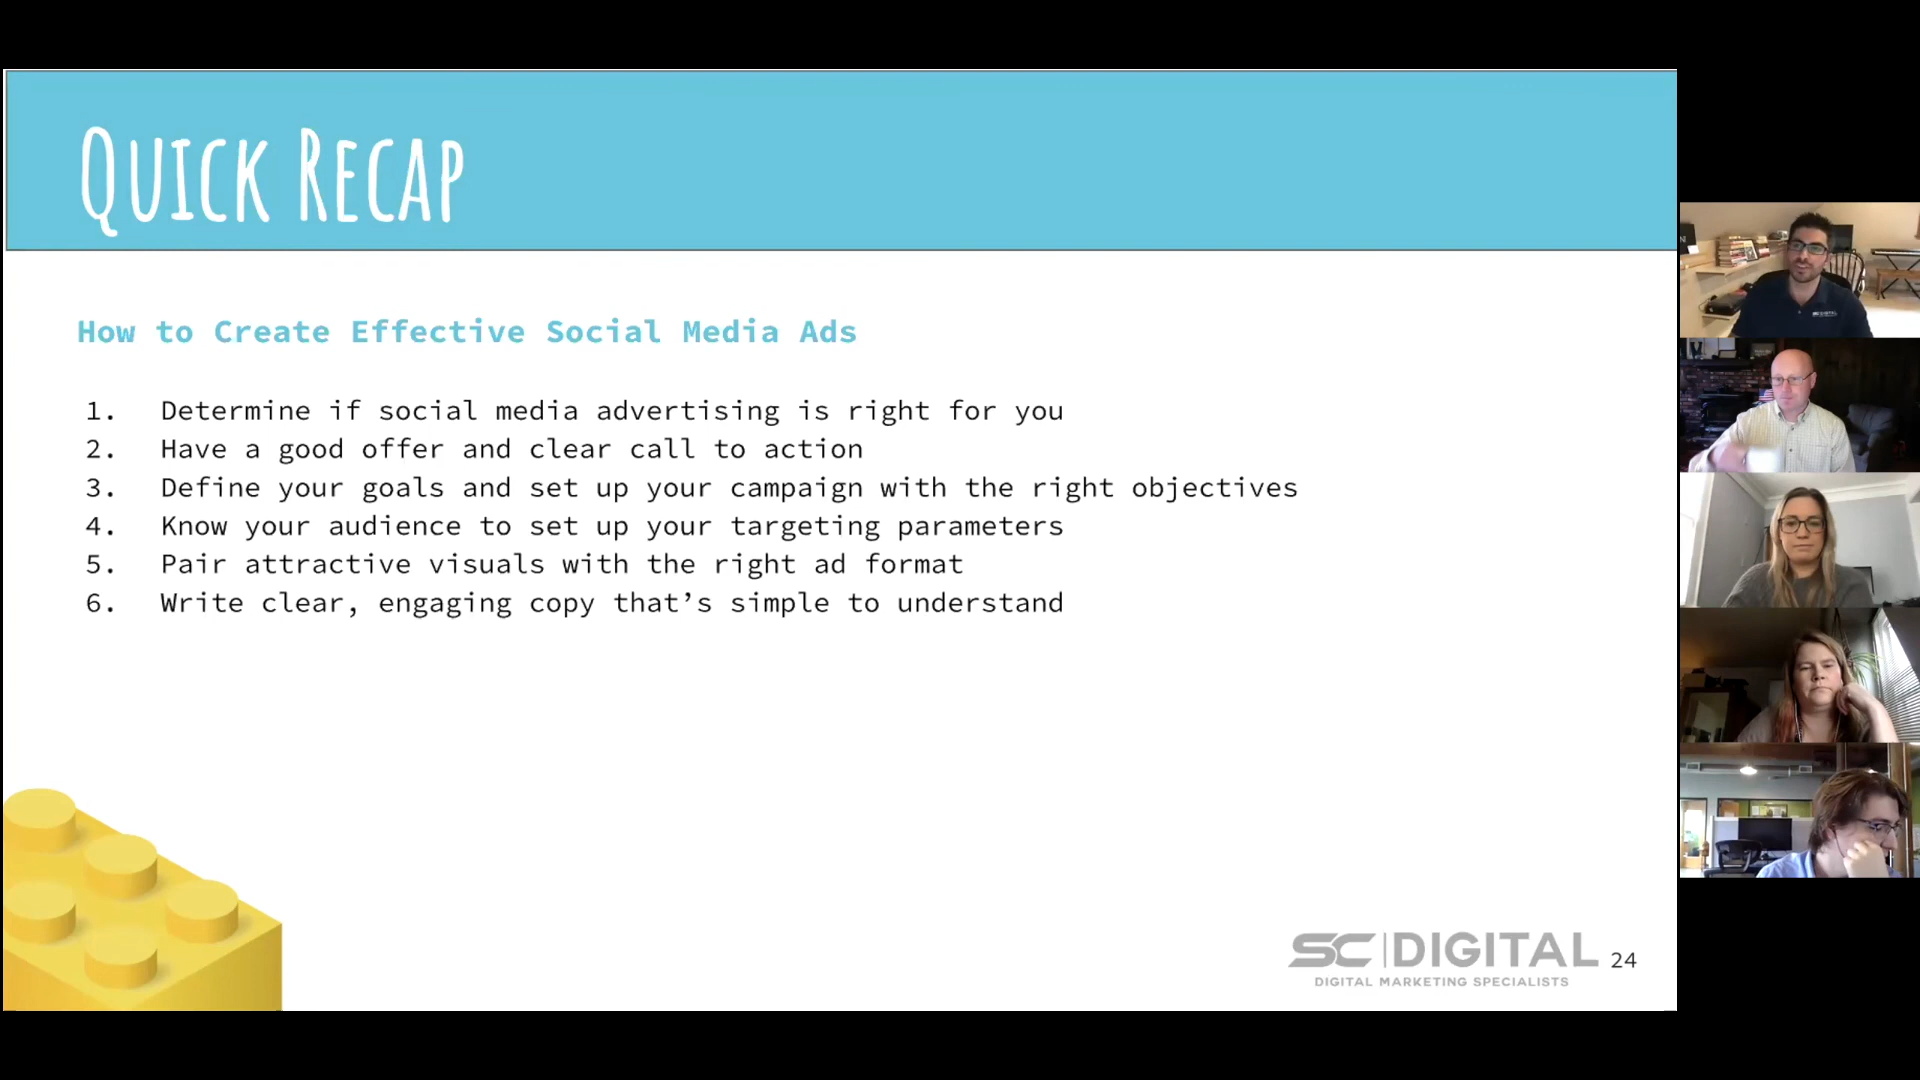 Quick Recap
How to Create Effective Social Media Ads
1. Determine if social media advertising is right for you
2. Have a good offer and clear call to action
3. Define your goals and set up your campaign with the right objectives
4. Know your audience to set up your targeting parameters
5. Pair attractive visuals with the right ad format
6. Write clear, engaging copy that’s simple to understand
SC|DIGITAL
DIGITAL MARKETING SPECIALISTS
24